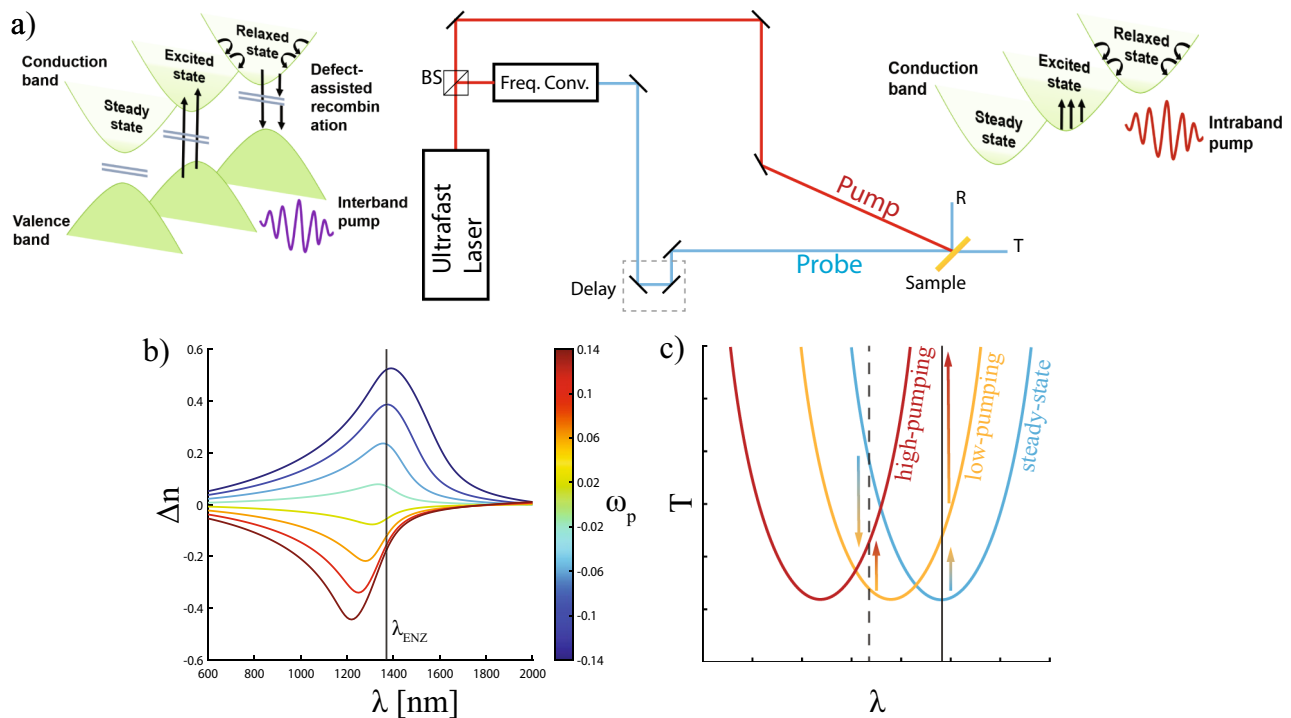 a)
Conduction
band
Steady
state
Excited
state
Relaxed
state
Defect-
assisted
recombin
ation
Valence
band
Interband
pump
BS
Freq. Conv.
Ultrafast
Laser
Delay
Pump
Probe
R
T
Sample
Conduction
band
Steady
state
Excited
state
Relaxed
state
Intraband
pump
b)
0.6
0.4
0.2
0
-0.2
-0.4
-0.6
Δn
600
800
1000
1200
1400
1600
1800
2000
λ [nm]
λENZ
0.14
0.1
0.06
0.02
-0.02
-0.06
-0.1
-0.14
ωp
c)
T
high-pumping
low-pumping
steady-state
λ